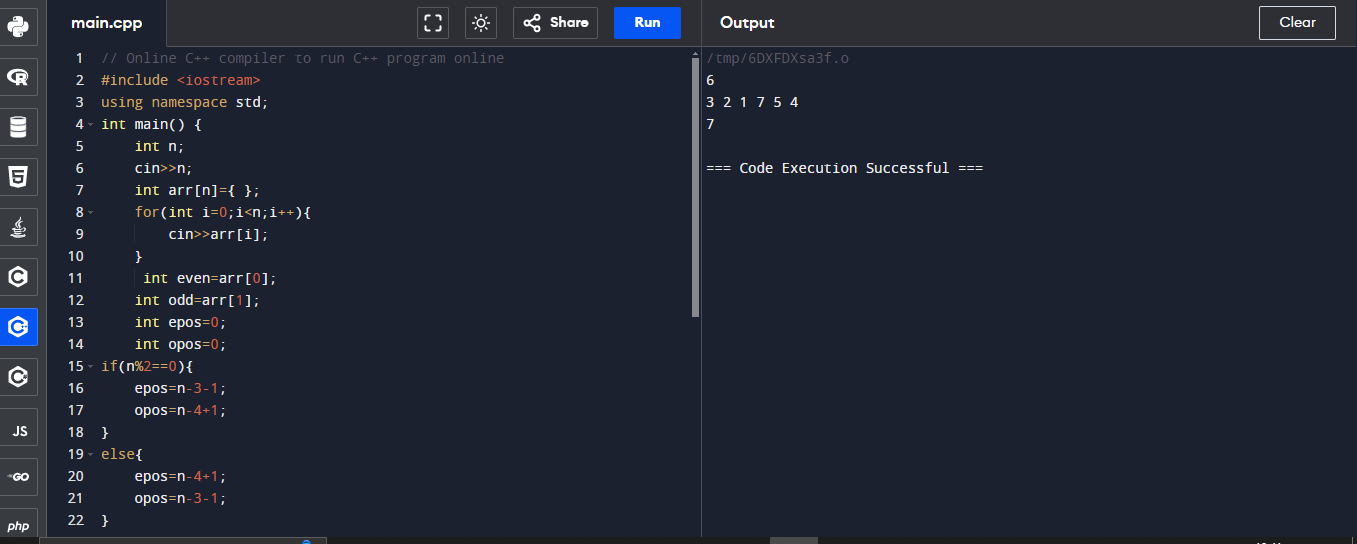 main.cpp
Share
Run
Output
Clear
1 // Online C++ compiler to run C++ program online
2 #include <iostream>
3 using namespace std;
4 int main() {
5 int n;
6 cin>>n;
7 int arr[n]={ };
8 for(int i=0;i<n;i++){
9 cin>>arr[i];
10 }
11 int even=arr[0];
12 int odd=arr[1];
13 int epos=0;
14 int opos=0;
15 if(n%2==0){
16 epos=n-3-1;
17 opos=n-4+1;
18 }
19 else{
20 epos=n-4+1;
21 opos=n-3-1;
22 }
/tmp/6DXFDXsa3f.o
6
3 2 1 7 5 4
7
=== Code Execution Successful ===
JS
GO
php